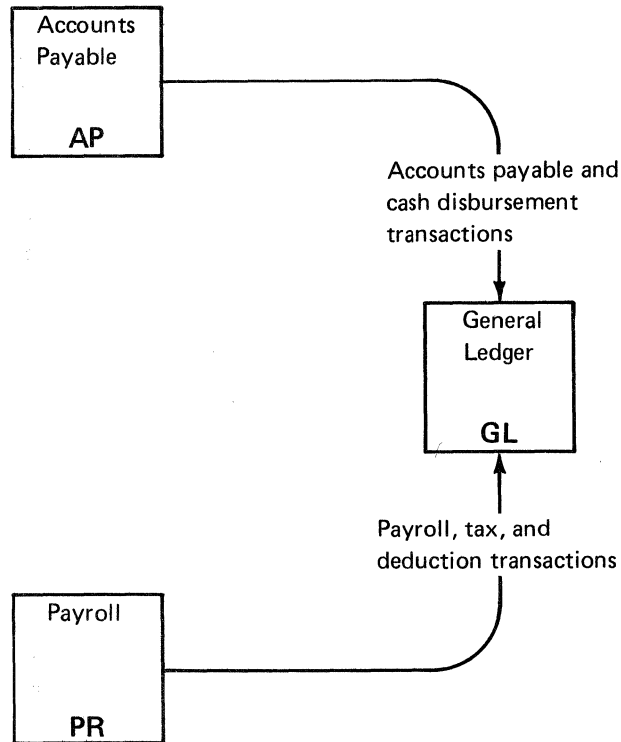 Accounts
Payable
AP
Accounts payable and
cash disbursement
transactions
General
Ledger
GL
Payroll, tax, and
deduction transactions
Payroll
PR